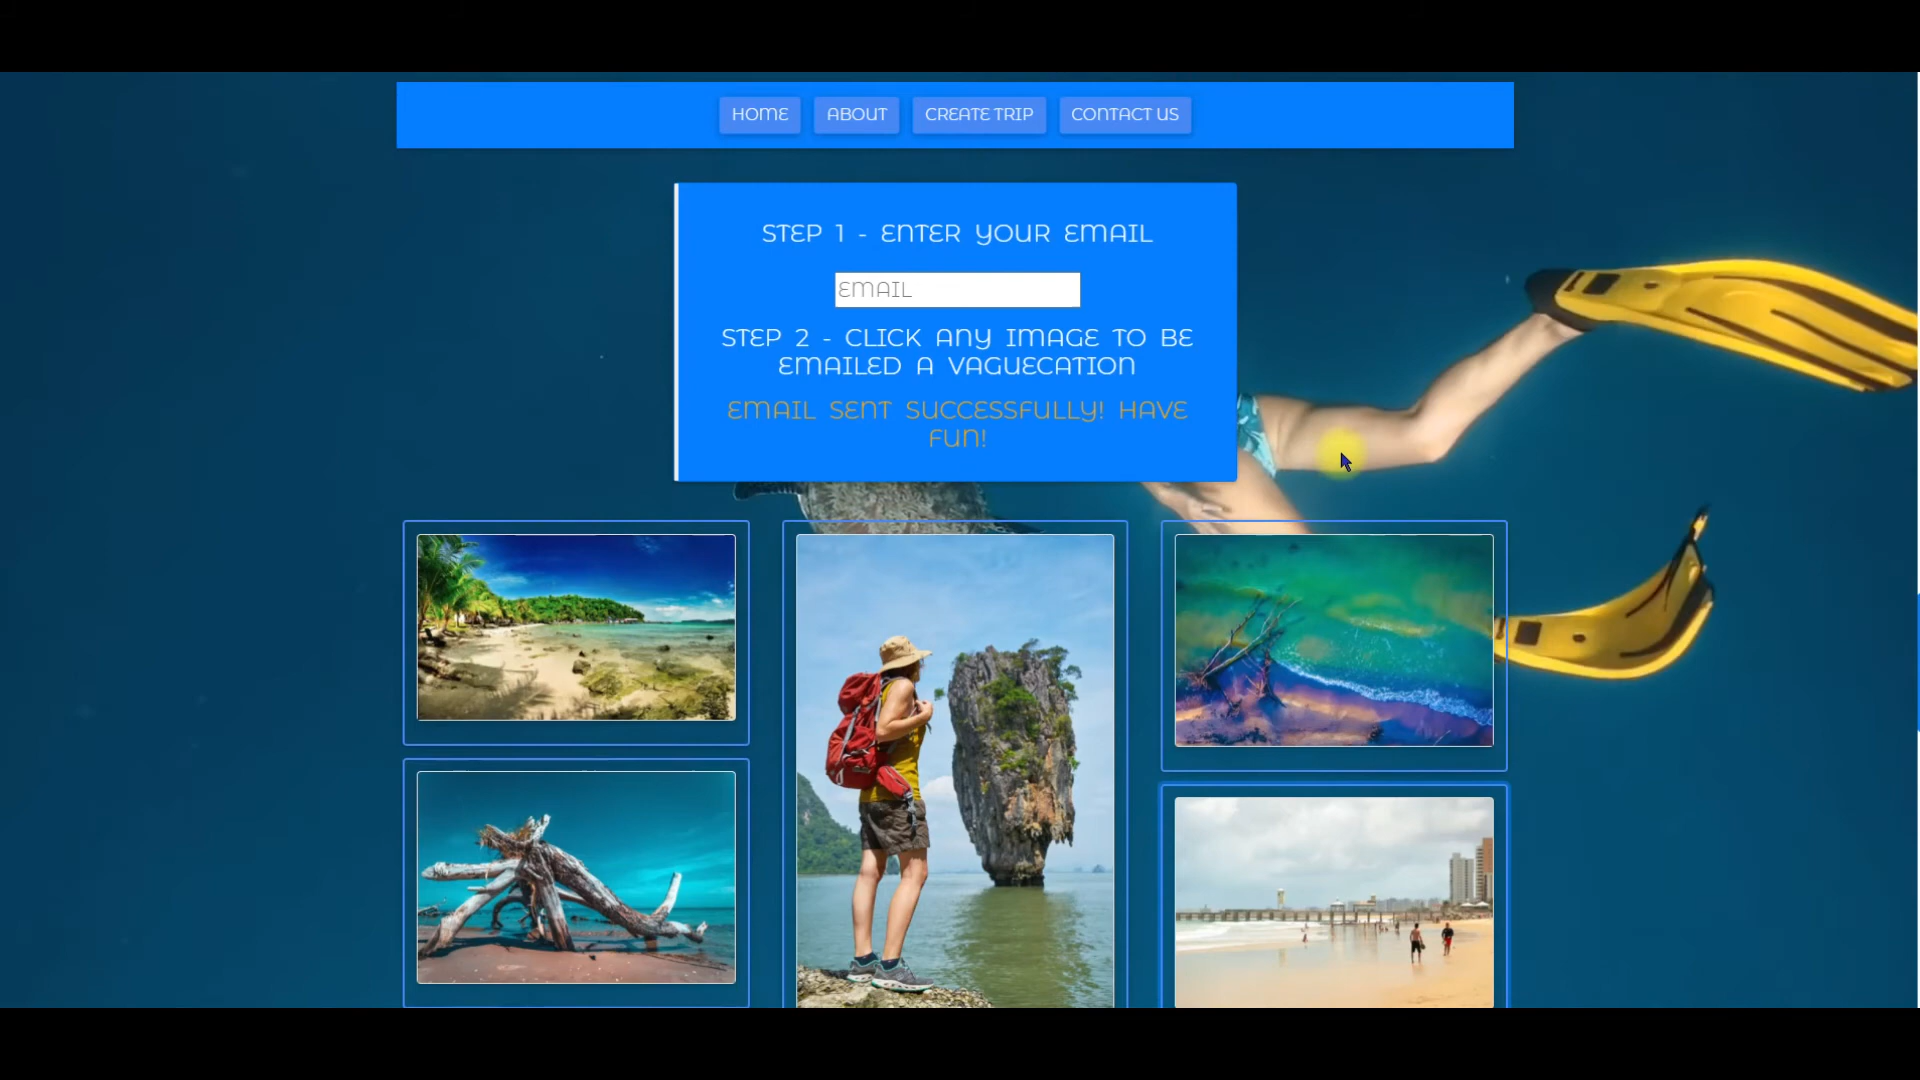 HOME ABOUT CREATE TRIP CONTACT US
STEP 1 - ENTER YOUR EMAIL
EMAIL
STEP 2 - CLICK ANY IMAGE TO BE
EMAILED A VAGUECATION
EMAIL SENT SUCCESSFULLY! HAVE
FUN!